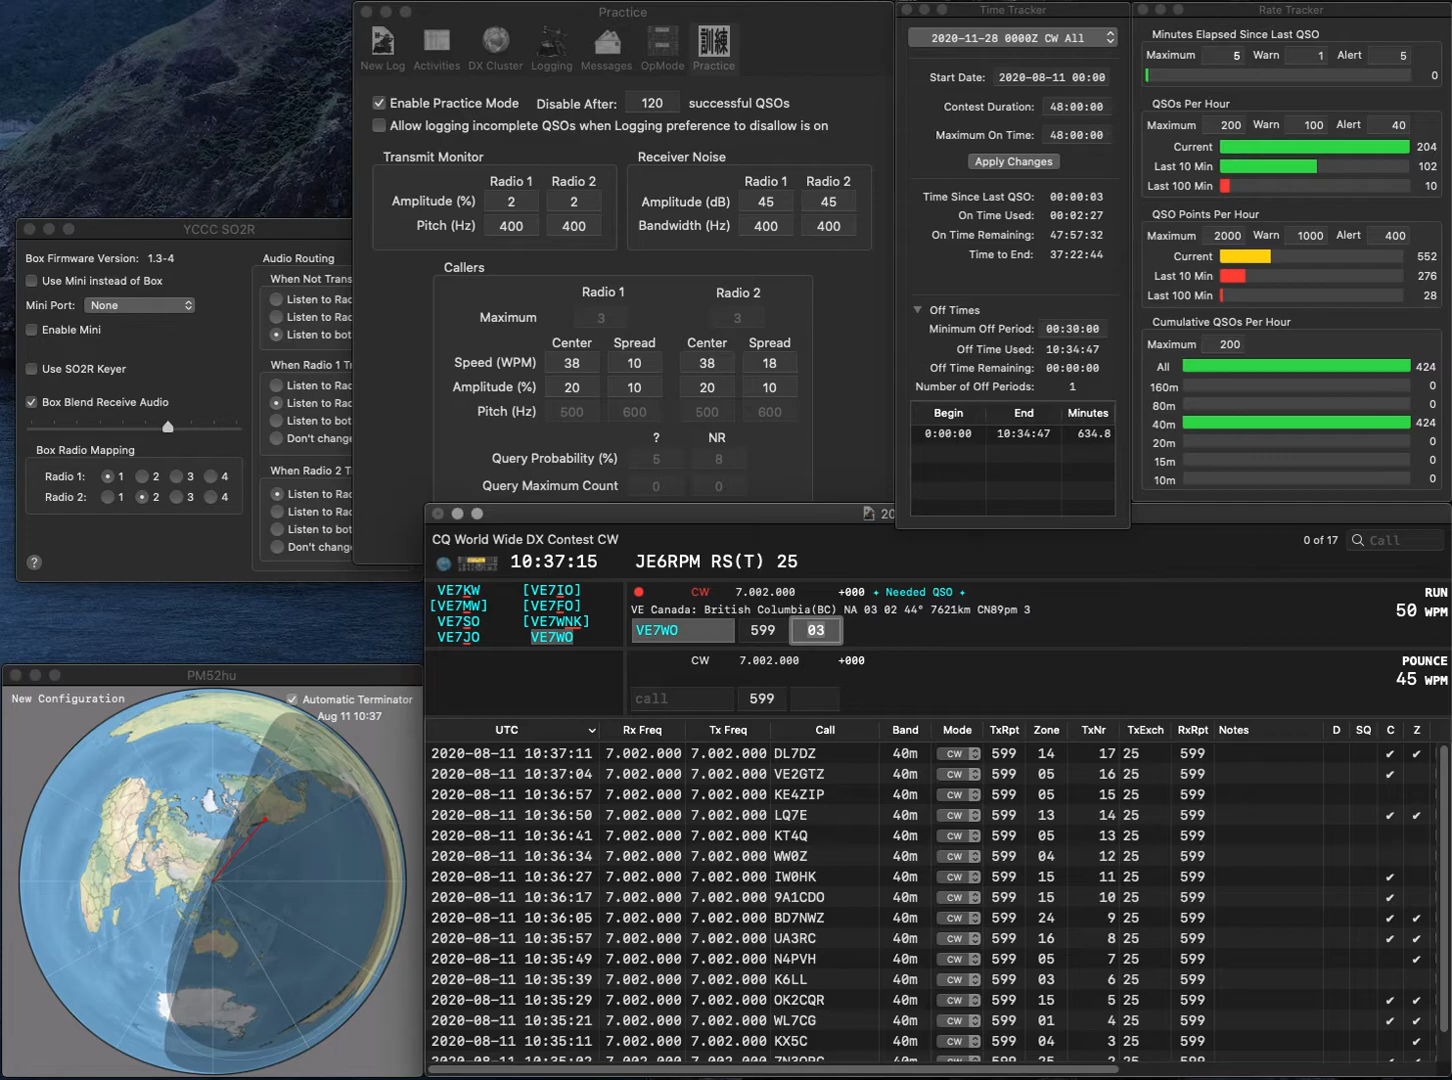 Practice
New Log
Activities
DX Cluster
Logging
Messages
OpMode
訓練
Practice
Enable Practice Mode
Disable After:
120
successful QSOs
Allow logging incomplete QSOs when Logging preference to disallow is on
Transmit Monitor
Radio 1 Radio 2
Amplitude (%) 2 2
Pitch (Hz) 400 400
Receiver Noise
Radio 1 Radio 2
Amplitude (dB) 45 45
Bandwidth (Hz) 400 400
Callers
Radio 1 Radio 2
Maximum 3 3
Center Spread Center Spread
Speed (WPM) 38 10 38 18
Amplitude (%) 20 10 20 10
Pitch (Hz) 500 600 500 600
? NR
Query Probability (%) 5 8
Query Maximum Count 0 0
Time Tracker
2020-11-28 0000Z CW All
Start Date: 2020-08-11 00:00
Contest Duration: 48:00:00
Maximum On Time: 48:00:00
Apply Changes
Time Since Last QSO: 00:00:03
On Time Used: 00:02:27
On Time Remaining: 47:57:32
Time to End: 37:22:44
Off Times
Minimum Off Period: 00:30:00
Off Time Used: 10:34:47
Off Time Remaining: 00:00:00
Number of Off Periods: 1
Begin End Minutes
0:00:00 10:34:47 634.8
Rate Tracker
Minutes Elapsed Since Last QSO
Maximum 5 Warn 1 Alert 5
0
QSOs Per Hour
Maximum 200 Warn 100 Alert 40
Current 204
Last 10 Min 102
Last 100 Min 10
QSO Points Per Hour
Maximum 2000 Warn 1000 Alert 400
Current 552
Last 10 Min 276
Last 100 Min 28
Cumulative QSOs Per Hour
Maximum 200
All 424
160m 0
80m 0
40m 424
20m 0
15m 0
10m 0
YCCC SO2R
Box Firmware Version: 1.3-4
Use Mini instead of Box
Mini Port: None
Enable Mini
Use SO2R Keyer
Box Blend Receive Audio
Box Radio Mapping
Radio 1: 1 2 3 4
Radio 2: 1 2 3 4
?
Audio Routing
When Not Trans
Listen to Rad
Listen to Rad
Listen to bot
When Radio 1 T
Listen to Rad
Listen to Rad
Listen to bot
Don't change
When Radio 2 T
Listen to Rad
Listen to Rad
Listen to bot
Don't change
PM52hu
New Configuration
Automatic Terminator
Aug 11 10:37
20
CQ World Wide DX Contest CW
0 of 17
Call
10:37:15 JE6RPM RS(T) 25
VE7KW [VE7IO]
[VE7MW] [VE7FO]
VE7SO [VE7WNK]
VE7JO VE7WO
CW 7.002.000 +000 Needed QSO
VE Canada: British Columbia(BC) NA 03 02 44° 7621km CN89pm 3
VE7WO 599 03
RUN
50 WPM
CW 7.002.000 +000
call 599
POUNCE
45 WPM
UTC Rx Freq Tx Freq Call Band Mode TxRpt Zone TxNr TxExch RxRpt Notes D SQ C Z
2020-08-11 10:37:11 7.002.000 7.002.000 DL7DZ 40m CW 599 14 17 25 599 ✔ ✔
2020-08-11 10:37:04 7.002.000 7.002.000 VE2GTZ 40m CW 599 05 16 25 599 ✔
2020-08-11 10:36:57 7.002.000 7.002.000 KE4ZIP 40m CW 599 05 15 25 599
2020-08-11 10:36:50 7.002.000 7.002.000 LQ7E 40m CW 599 13 14 25 599 ✔ ✔
2020-08-11 10:36:41 7.002.000 7.002.000 KT4Q 40m CW 599 05 13 25 599
2020-08-11 10:36:34 7.002.000 7.002.000 WW0Z 40m CW 599 04 12 25 599
2020-08-11 10:36:27 7.002.000 7.002.000 IW0HK 40m CW 599 15 11 25 599 ✔
2020-08-11 10:36:17 7.002.000 7.002.000 9A1CDO 40m CW 599 15 10 25 599 ✔
2020-08-11 10:36:05 7.002.000 7.002.000 BD7NWZ 40m CW 599 24 9 25 599 ✔ ✔
2020-08-11 10:35:57 7.002.000 7.002.000 UA3RC 40m CW 599 16 8 25 599 ✔ ✔
2020-08-11 10:35:49 7.002.000 7.002.000 N4PVH 40m CW 599 05 7 25 599 ✔
2020-08-11 10:35:39 7.002.000 7.002.000 K6LL 40m CW 599 03 6 25 599
2020-08-11 10:35:29 7.002.000 7.002.000 OK2CQR 40m CW 599 15 5 25 599 ✔ ✔
2020-08-11 10:35:21 7.002.000 7.002.000 WL7CG 40m CW 599 01 4 25 599 ✔ ✔
2020-08-11 10:35:11 7.002.000 7.002.000 KX5C 40m CW 599 04 3 25 599 ✔